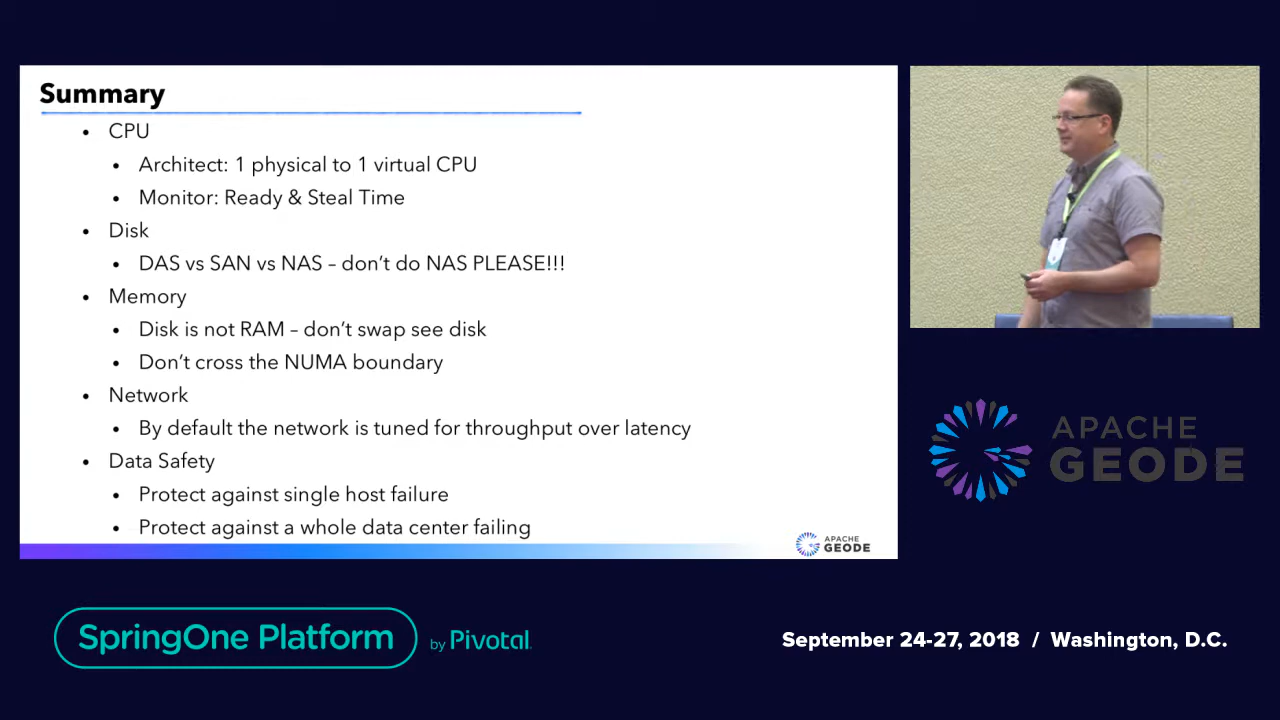 Summary
• CPU
• Architect: 1 physical to 1 virtual CPU
• Monitor: Ready & Steal Time
• Disk
• DAS vs SAN vs NAS – don't do NAS PLEASE!!!
• Memory
• Disk is not RAM – don't swap see disk
• Don't cross the NUMA boundary
• Network
• By default the network is tuned for throughput over latency
• Data Safety
• Protect against single host failure
• Protect against a whole data center failing
APACHE
GEODE
APACHE
GEODE
SpringOne Platform by Pivotal.
September 24-27, 2018 / Washington, D.C.